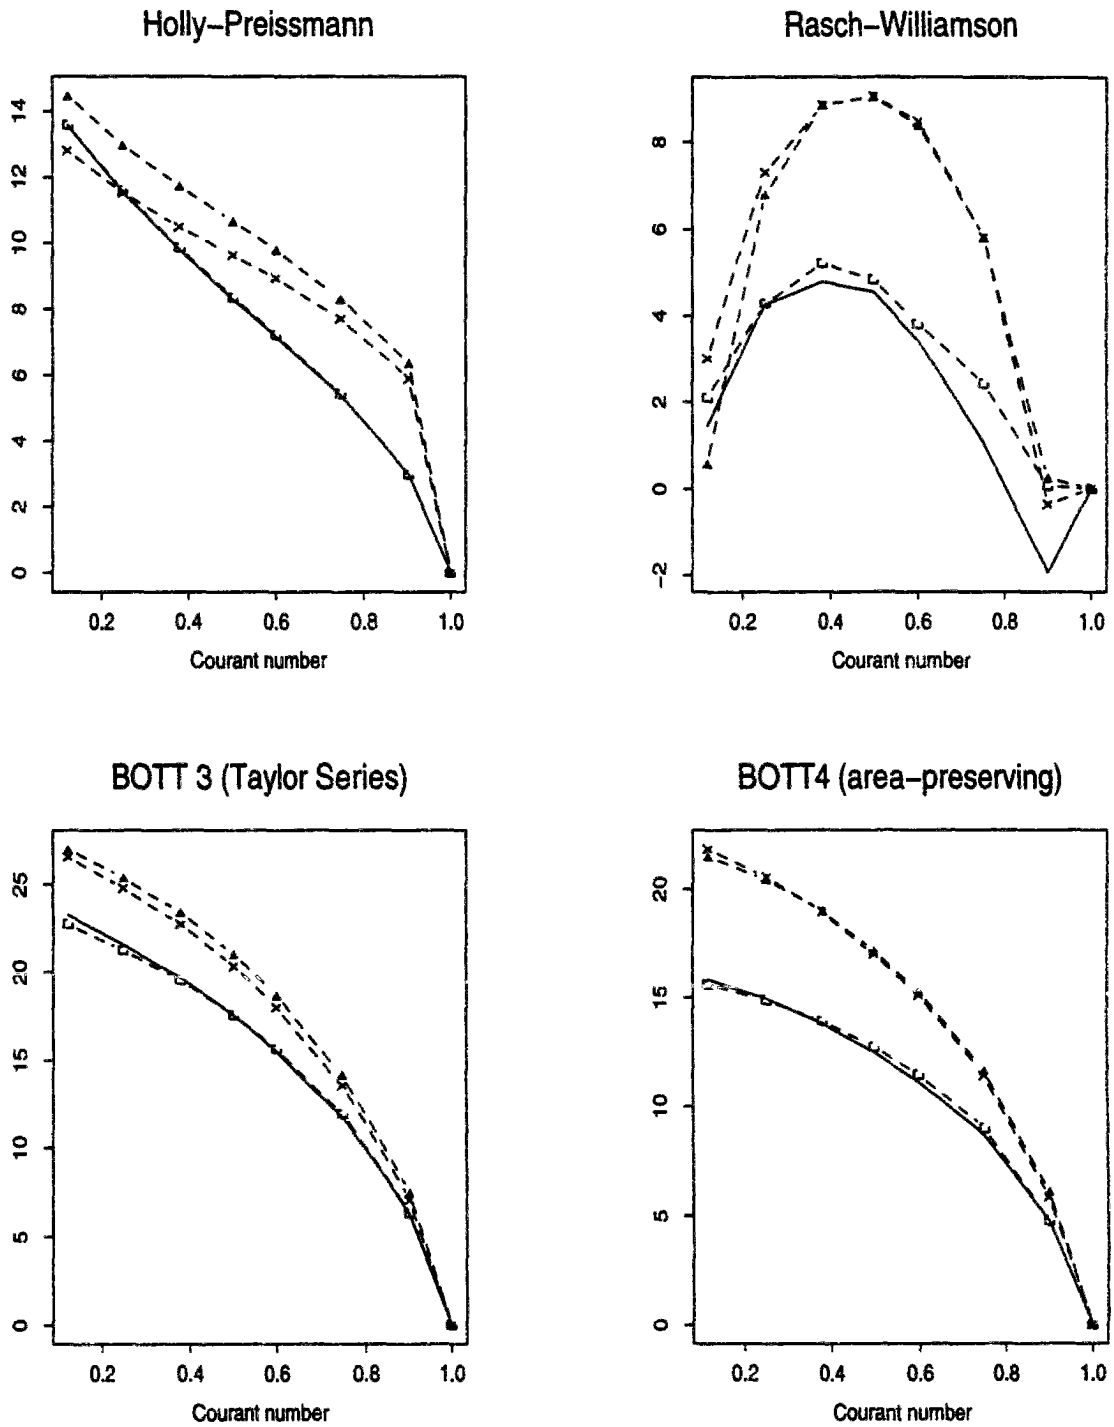 Holly-Preissmann
14
12
10
8
6
4
2
0
0.2 0.4 0.6 0.8 1.0
Courant number
Rasch-Williamson
8
6
4
2
0
-2
0.2 0.4 0.6 0.8 1.0
Courant number
BOTT 3 (Taylor Series)
25
20
15
10
5
0
0.2 0.4 0.6 0.8 1.0
Courant number
BOTT4 (area-preserving)
20
15
10
5
0
0.2 0.4 0.6 0.8 1.0
Courant number